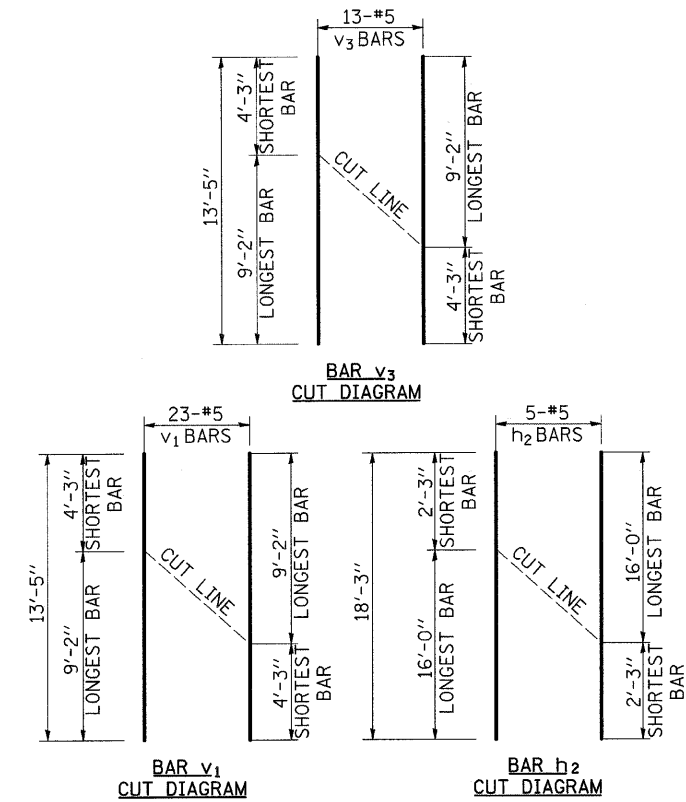 13-#5
v3 BARS
4'-3"
SHORTEST
BAR
13'-5"
9'-2"
LONGEST BAR
CUT LINE
9'-2"
LONGEST BAR
4'-3"
SHORTEST
BAR
BAR v3
CUT DIAGRAM
23-#5
v1 BARS
4'-3"
SHORTEST
BAR
13'-5"
9'-2"
LONGEST BAR
CUT LINE
9'-2"
LONGEST BAR
4'-3"
SHORTEST
BAR
BAR v1
CUT DIAGRAM
5-#5
h2 BARS
2'-3"
SHORTEST
BAR
18'-3"
16'-0"
LONGEST BAR
CUT LINE
16'-0"
LONGEST BAR
2'-3"
SHORTEST
BAR
BAR h2
CUT DIAGRAM